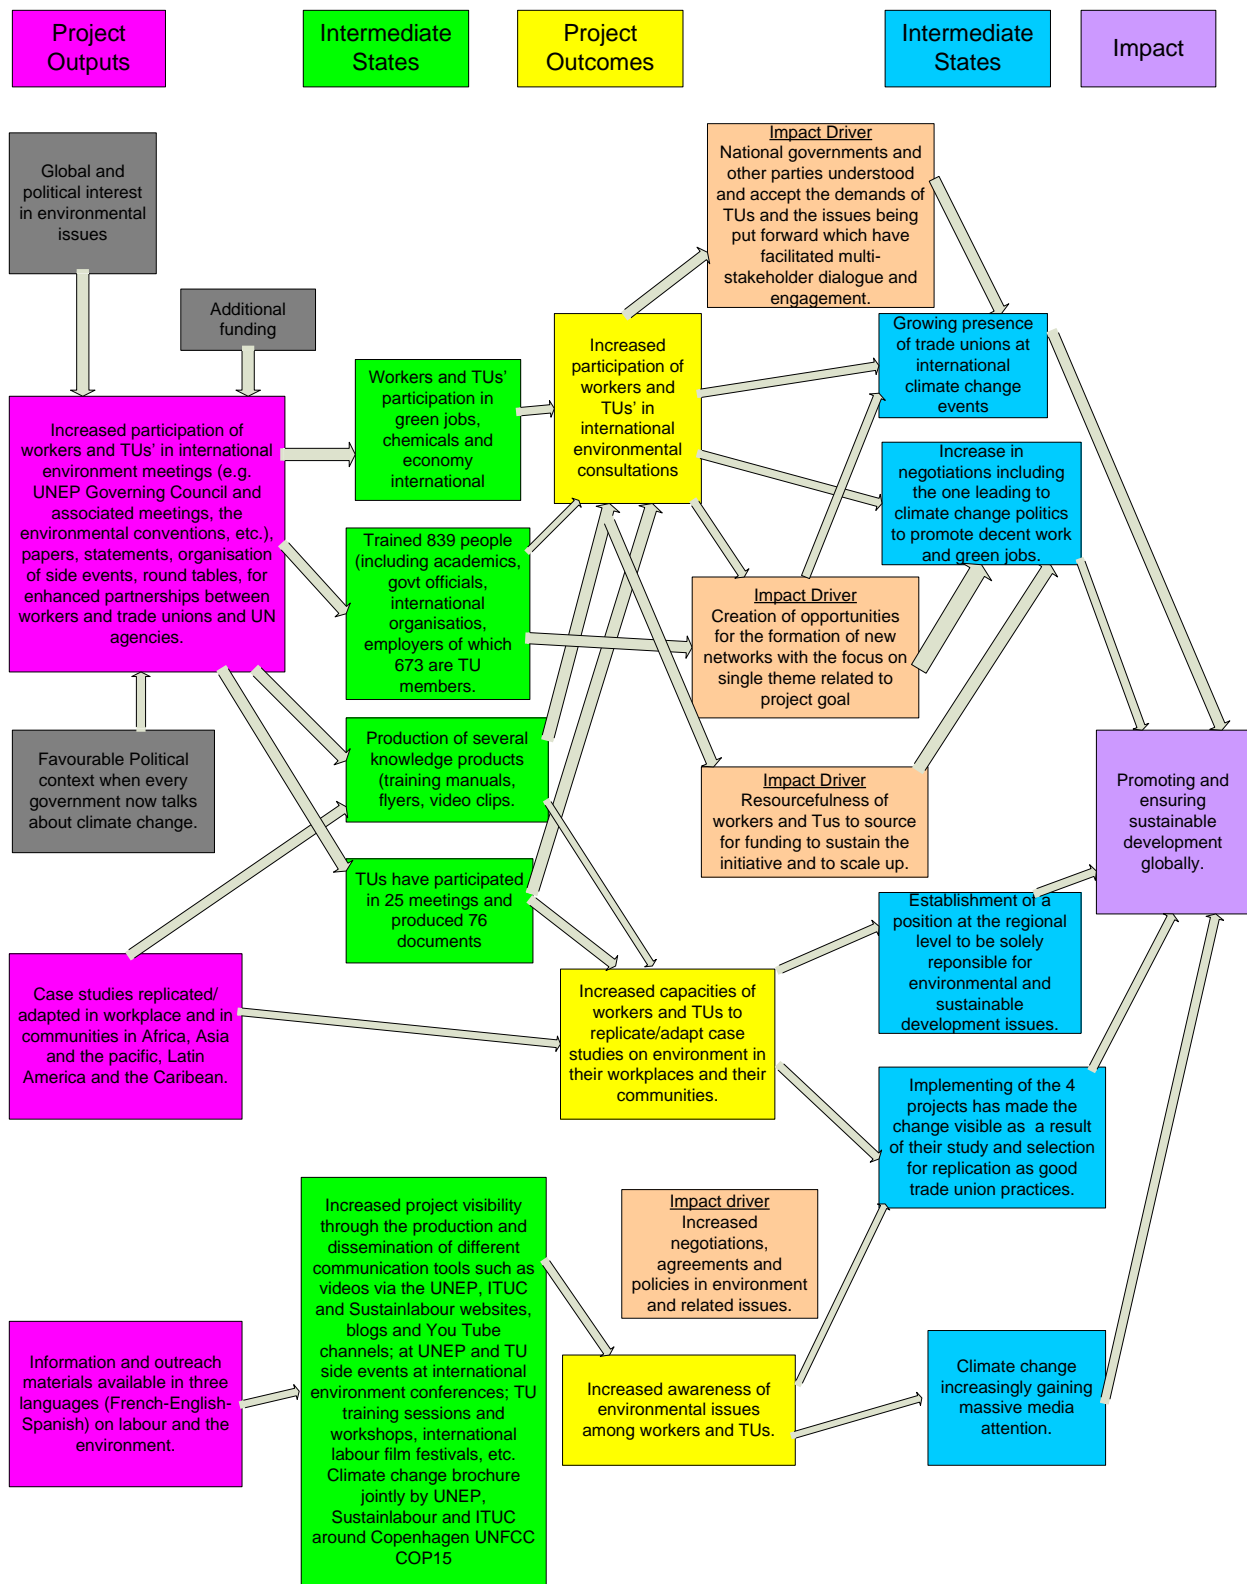 Project
Outputs
Intermediate
States
Project
Outcomes
Intermediate
States
Impact
Global and
political interest
in environmental
issues
Additional
funding
Increased participation of
workers and TUs' in international
environment meetings (e.g.
UNEP Governing Council and
associated meetings, the
environmental conventions, etc.),
papers, statements, organisation
of side events, round tables, for
enhanced partnerships between
workers and trade unions and UN
agencies.
Favourable Political
context when every
government now talks
about climate change.
Case studies replicated/
adapted in workplace and in
communities in Africa, Asia
and the pacific, Latin
America and the Caribean.
Information and outreach
materials available in three
languages (French-English-
Spanish) on labour and the
environment.
Workers and TUs'
participation in
green jobs,
chemicals and
economy
international
Trained 839 people
(including academics,
govt officials,
international
organisatios,
employers of which
673 are TU
members.
Production of several
knowledge products
(training manuals,
flyers, video clips.
TUs have participated
in 25 meetings and
produced 76
documents
Increased project visibility
through the production and
dissemination of different
communication tools such as
videos via the UNEP, ITUC
and Sustainlabour websites,
blogs and You Tube
channels; at UNEP and TU
side events at international
environment conferences; TU
training sessions and
workshops, international
labour film festivals, etc.
Climate change brochure
jointly by UNEP,
Sustainlabour and ITUC
around Copenhagen UNFCC
COP15
Increased
participation of
workers and
TUs' in
international
environmental
consultations
Increased capacities of
workers and TUs to
replicate/adapt case
studies on environment in
their workplaces and their
communities.
Increased awareness of
environmental issues
among workers and TUs.
Impact Driver
National governments and
other parties understood
and accept the demands of
TUs and the issues being
put forward which have
facilitated multi-
stakeholder dialogue and
engagement.
Impact Driver
Creation of opportunities
for the formation of new
networks with the focus on
single theme related to
project goal
Impact Driver
Resourcefulness of
workers and Tus to source
for funding to sustain the
initiative and to scale up.
Impact driver
Increased
negotiations,
agreements and
policies in environment
and related issues.
Growing presence
of trade unions at
international
climate change
events
Increase in
negotiations including
the one leading to
climate change politics
to promote decent work
and green jobs.
Establishment of a
position at the regional
level to be solely
reponsible for
environmental and
sustainable
development issues.
Implementing of the 4
projects has made the
change visible as a result
of their study and selection
for replication as good
trade union practices.
Climate change
increasingly gaining
massive media
attention.
Promoting and
ensuring
sustainable
development
globally.